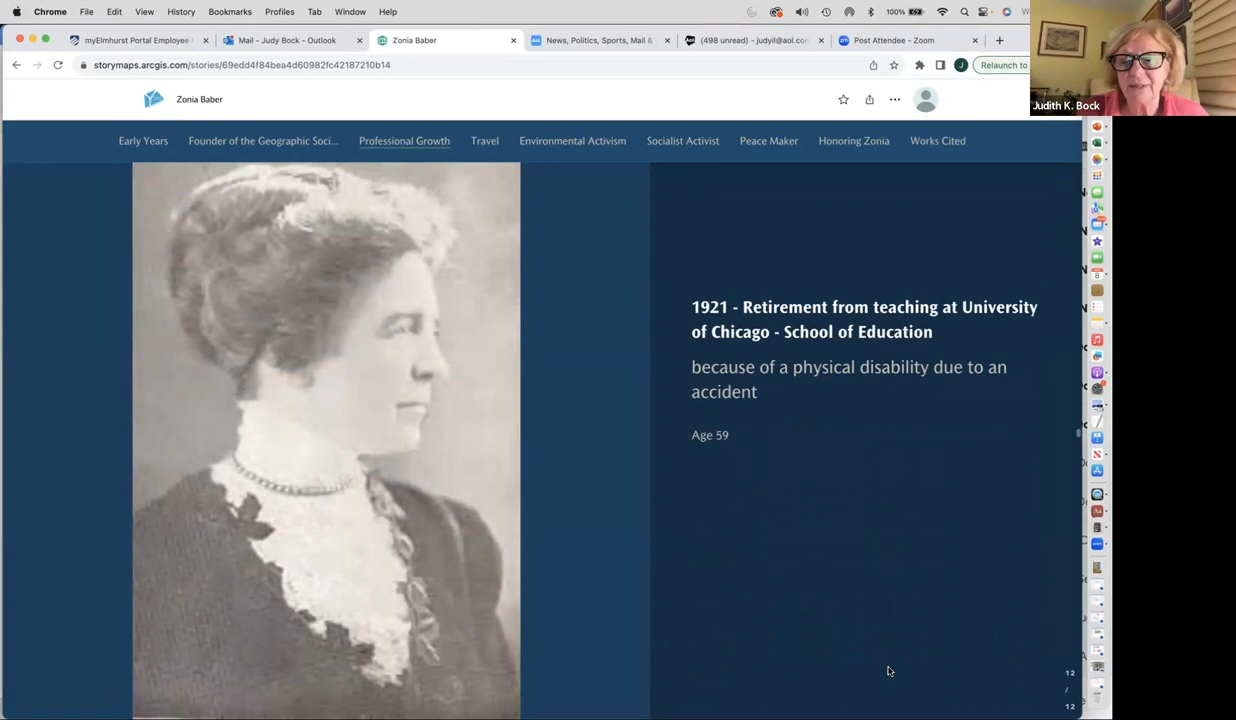 Chrome File Edit View History Bookmarks Profiles Tab Window Help
100%
myElmhurst Portal Employee
Mail - Judy Bock - Outlook
Zonia Baber
News, Politics, Sports, Mail &
(498 unread) - judyil@aol.co
Post Attendee - Zoom
storymaps.arcgis.com/stories/69edd4f84bea4d60982fc42187210b14
J
Relaunch to
Judith K. Bock
Zonia Baber
Early Years
Founder of the Geographic Soci...
Professional Growth
Travel
Environmental Activism
Socialist Activist
Peace Maker
Honoring Zonia
Works Cited
1921 - Retirement from teaching at University
of Chicago - School of Education
because of a physical disability due to an
accident
Age 59
12
/
12